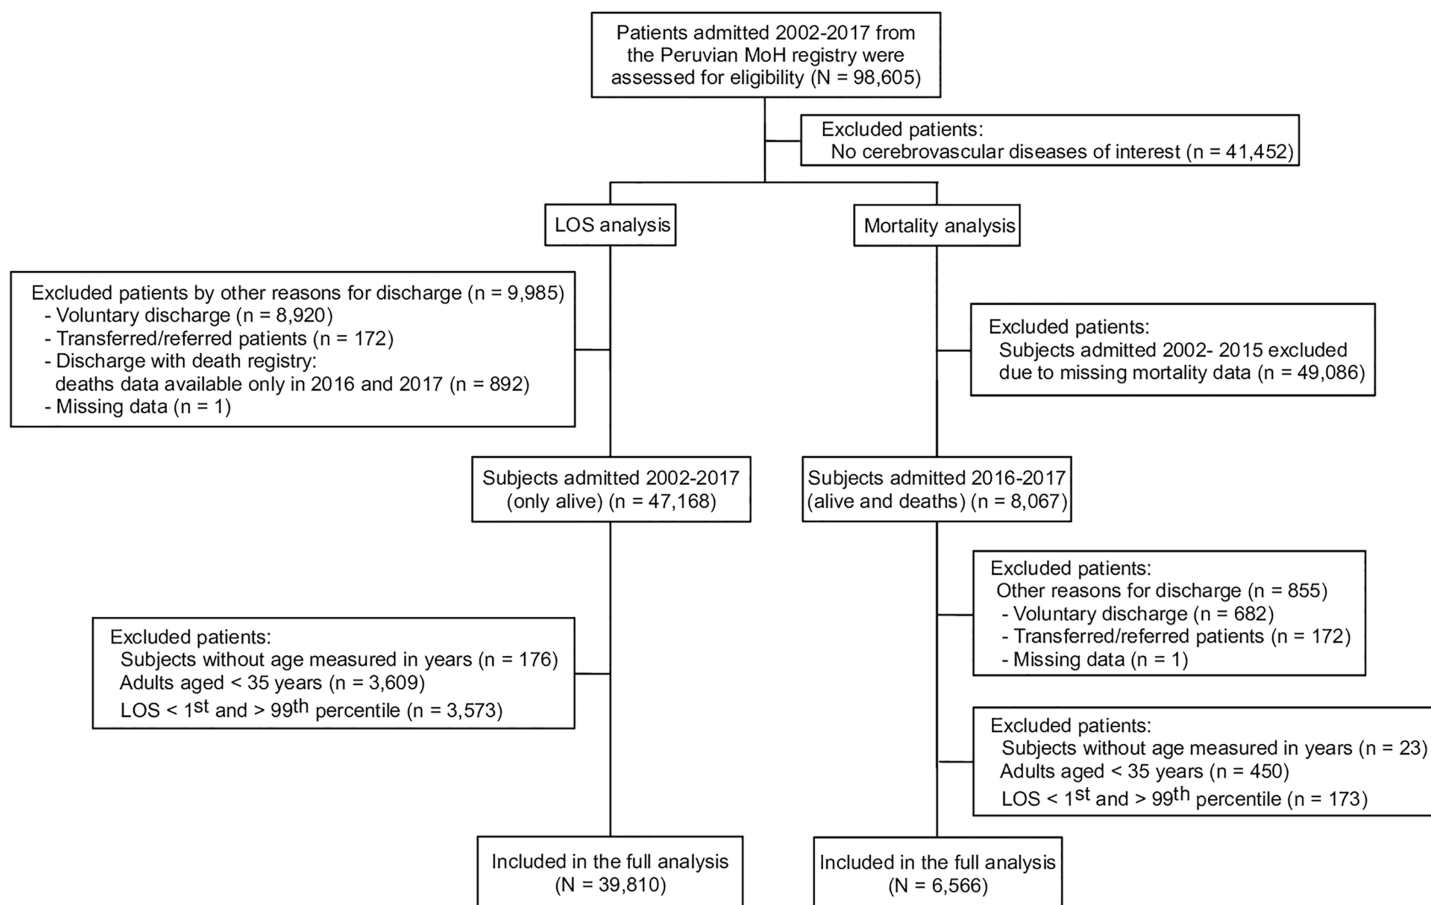 Patients admitted 2002-2017 from
the Peruvian MoH registry were
assessed for eligibility (N = 98,605)
Excluded patients:
No cerebrovascular diseases of interest (n = 41,452)
LOS analysis
Mortality analysis
Excluded patients by other reasons for discharge (n = 9,985)
- Voluntary discharge (n = 8,920)
- Transferred/referred patients (n = 172)
- Discharge with death registry:
deaths data available only in 2016 and 2017 (n = 892)
- Missing data (n = 1)
Excluded patients:
Subjects admitted 2002- 2015 excluded
due to missing mortality data (n = 49,086)
Subjects admitted 2002-2017
(only alive) (n = 47,168)
Subjects admitted 2016-2017
(alive and deaths) (n = 8,067)
Excluded patients:
Other reasons for discharge (n = 855)
- Voluntary discharge (n = 682)
- Transferred/referred patients (n = 172)
- Missing data (n = 1)
Excluded patients:
Subjects without age measured in years (n = 176)
Adults aged < 35 years (n = 3,609)
LOS < 1st and > 99th percentile (n = 3,573)
Excluded patients:
Subjects without age measured in years (n = 23)
Adults aged < 35 years (n = 450)
LOS < 1st and > 99th percentile (n = 173)
Included in the full analysis
(N = 39,810)
Included in the full analysis
(N = 6,566)